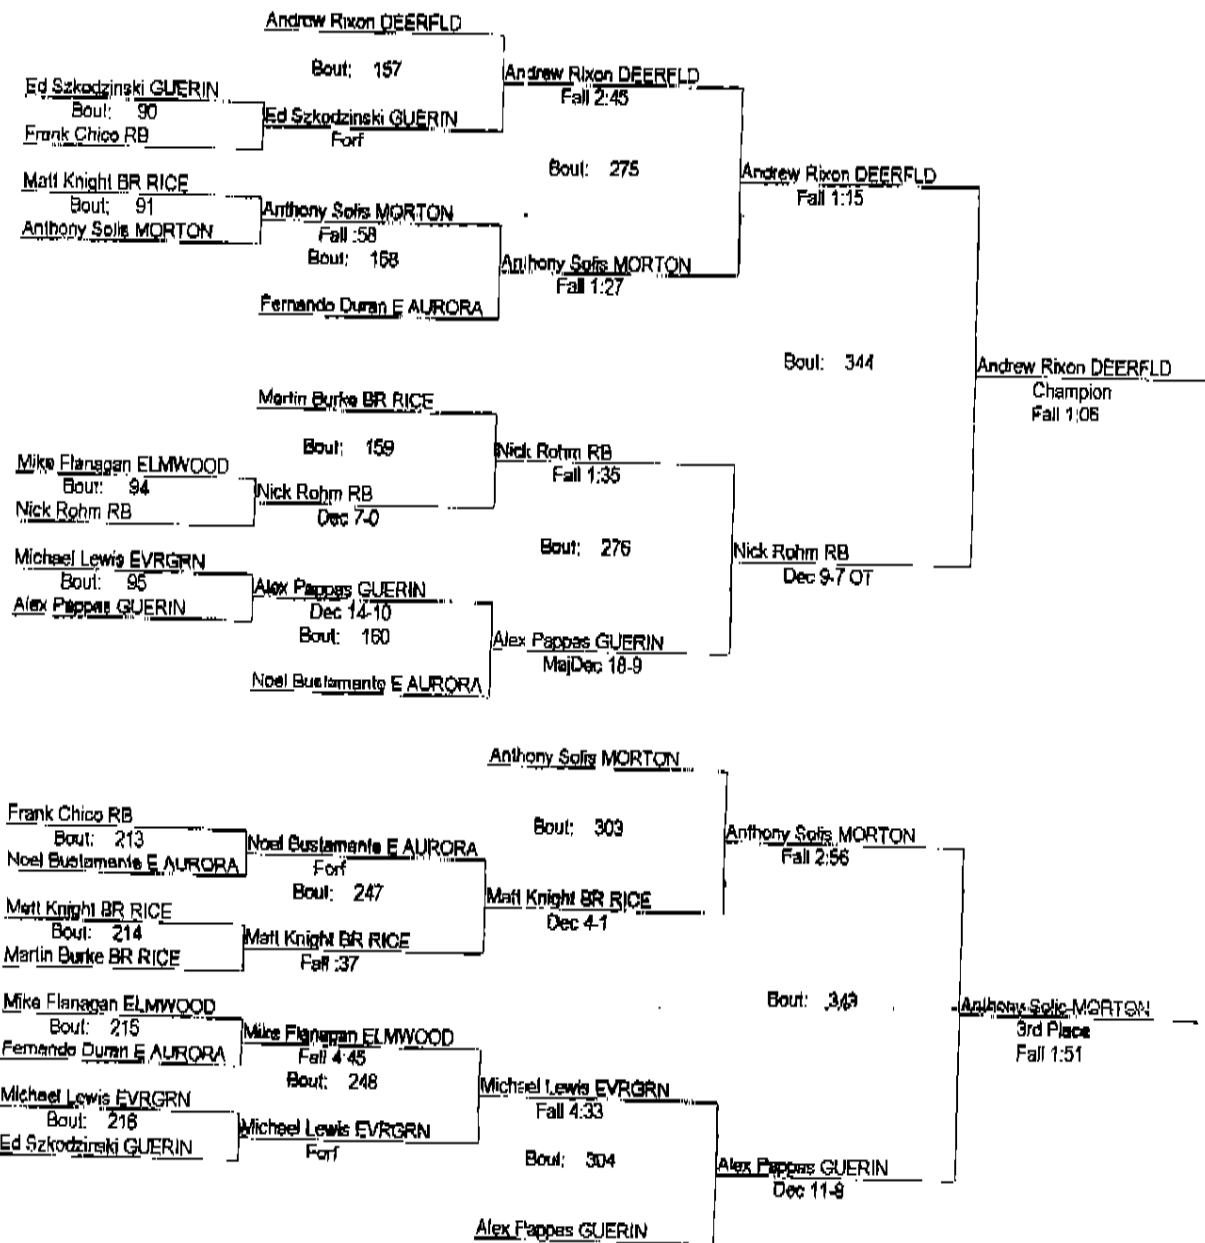 Andrew Rixon DEERFLD
Bout: 157
Andrew Rixon DEERFLD
Fall 2:45
Ed Szkodzinski GUERIN
Bout: 90
Frank Chico RB
Ed Szkodzinski GUERIN
Forf
Bout: 275
Andrew Rixon DEERFLD
Fall 1:15
Matt Knight BR RICE
Bout: 91
Anthony Solis MORTON
Anthony Solis MORTON
Fall :58
Bout: 158
Anthony Solis MORTON
Fall 1:27
Fernando Duran E AURORA
Bout: 344
Andrew Rixon DEERFLD
Champion
Fall 1:06
Martin Burke BR RICE
Bout: 159
Nick Rohm RB
Fall 1:35
Mike Flanagan ELMWOOD
Bout: 94
Nick Rohm RB
Nick Rohm RB
Dec 7-0
Bout: 276
Nick Rohm RB
Dec 9-7 OT
Michael Lewis EVRGRN
Bout: 95
Alex Pappas GUERIN
Alex Pappas GUERIN
Dec 14-10
Bout: 160
Alex Pappas GUERIN
MajDec 18-9
Noel Bustamante E AURORA
Anthony Solis MORTON
Bout: 303
Anthony Solis MORTON
Fall 2:56
Frank Chico RB
Bout: 213
Noel Bustamante E AURORA
Noel Bustamante E AURORA
Forf
Bout: 247
Matt Knight BR RICE
Dec 4-1
Matt Knight BR RICE
Bout: 214
Martin Burke BR RICE
Matt Knight BR RICE
Fall :37
Bout: 343
Anthony Solis MORTON
3rd Place
Fall 1:51
Mike Flanagan ELMWOOD
Bout: 215
Fernando Duran E AURORA
Mike Flanagan ELMWOOD
Fall 4:45
Bout: 248
Michael Lewis EVRGRN
Fall 4:33
Michael Lewis EVRGRN
Bout: 216
Ed Szkodzinski GUERIN
Michael Lewis EVRGRN
Forf
Bout: 304
Alex Pappas GUERIN
Dec 11-8
Alex Pappas GUERIN